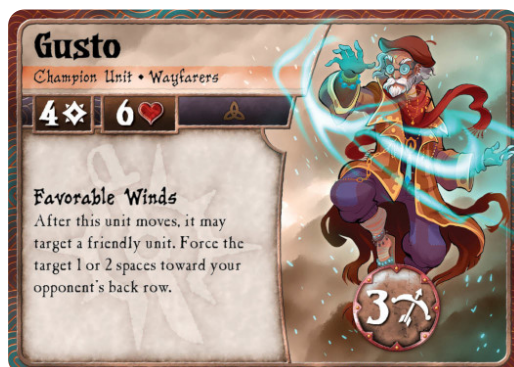 Gusto
Champion Unit • Wayfarers
4 6
Favorable Winds
After this unit moves, it may
target a friendly unit. Force the
target 1 or 2 spaces toward your
opponent's back row.
3